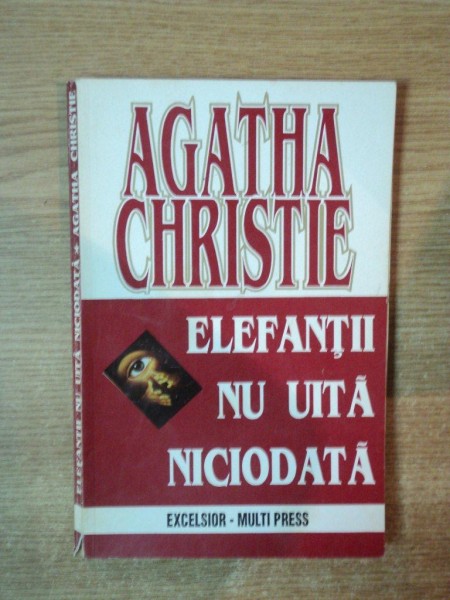 AGATHA
CHRISTIE
ELEFANȚII
NU UITĂ
NICIODATĂ
EXCELSIOR - MULTI PRESS
ELEFANȚII NU UITĂ NICIODATĂ * AGATHA CHRISTIE